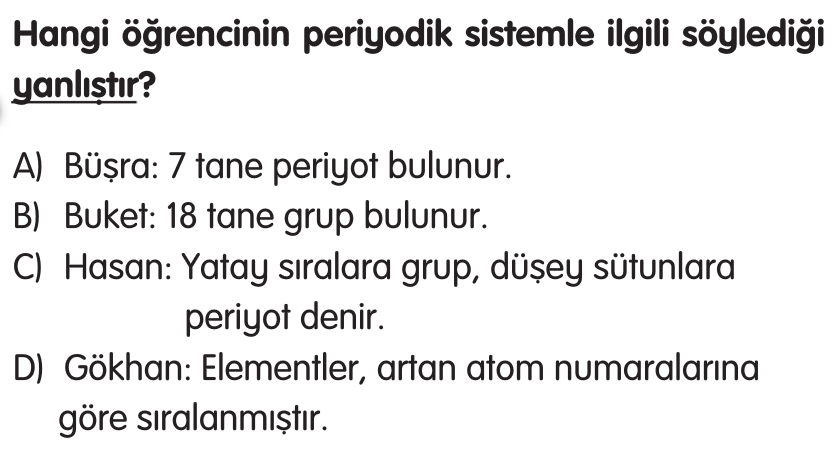 Hangi öğrencinin periyodik sistemle ilgili söylediği
yanlıştır?
A) Büşra: 7 tane periyot bulunur.
B) Buket: 18 tane grup bulunur.
C) Hasan: Yatay sıralara grup, düşey sütunlara
periyot denir.
D) Gökhan: Elementler, artan atom numaralarına
göre sıralanmıştır.